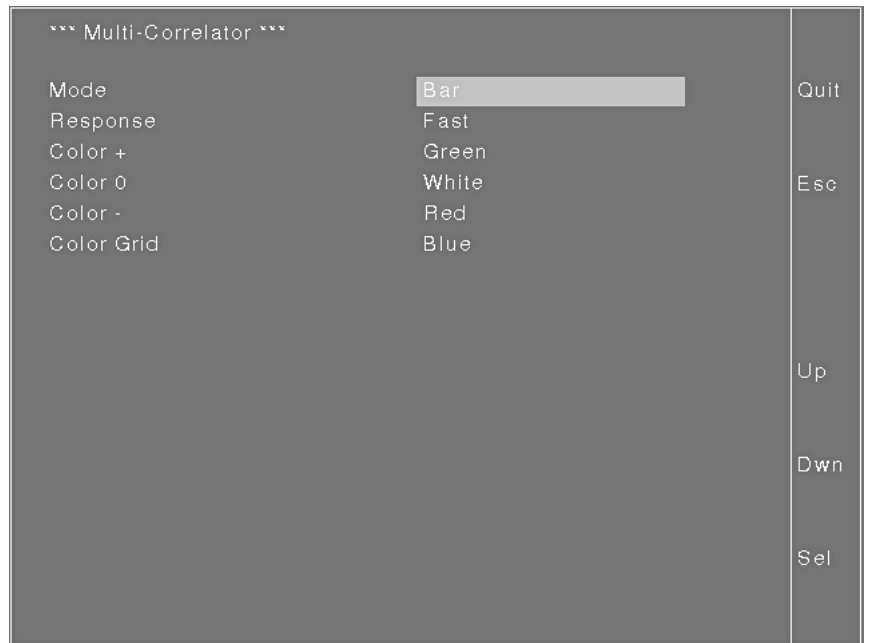 *** Multi-Correlator ***
Mode Bar
Response Fast
Color + Green
Color 0 White
Color - Red
Color Grid Blue
Quit
Esc
Up
Dwn
Sel